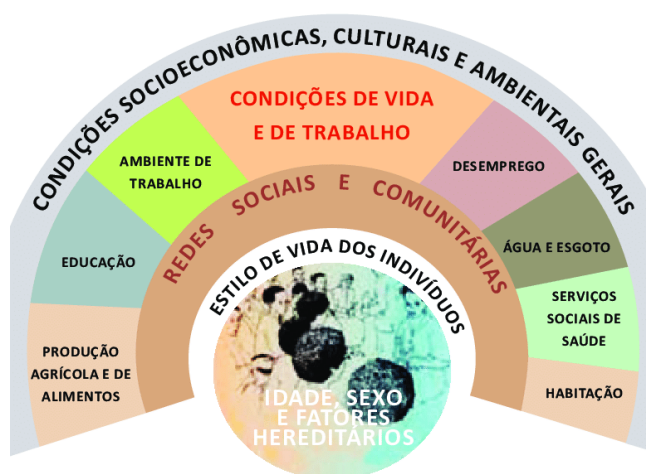 CONDIÇÕES SOCIOECONÔMICAS, CULTURAIS E AMBIENTAIS GERAIS
CONDIÇÕES DE VIDA
E DE TRABALHO
AMBIENTE DE
TRABALHO
DESEMPREGO
REDES SOCIAIS E COMUNITÁRIAS
EDUCAÇÃO
ÁGUA E ESGOTO
ESTILO DE VIDA DOS INDIVÍDUOS
SERVIÇOS
SOCIAIS DE
SAÚDE
PRODUÇÃO
AGRÍCOLA E DE
ALIMENTOS
HABITAÇÃO
IDADE, SEXO
E FATORES
HEREDITÁRIOS